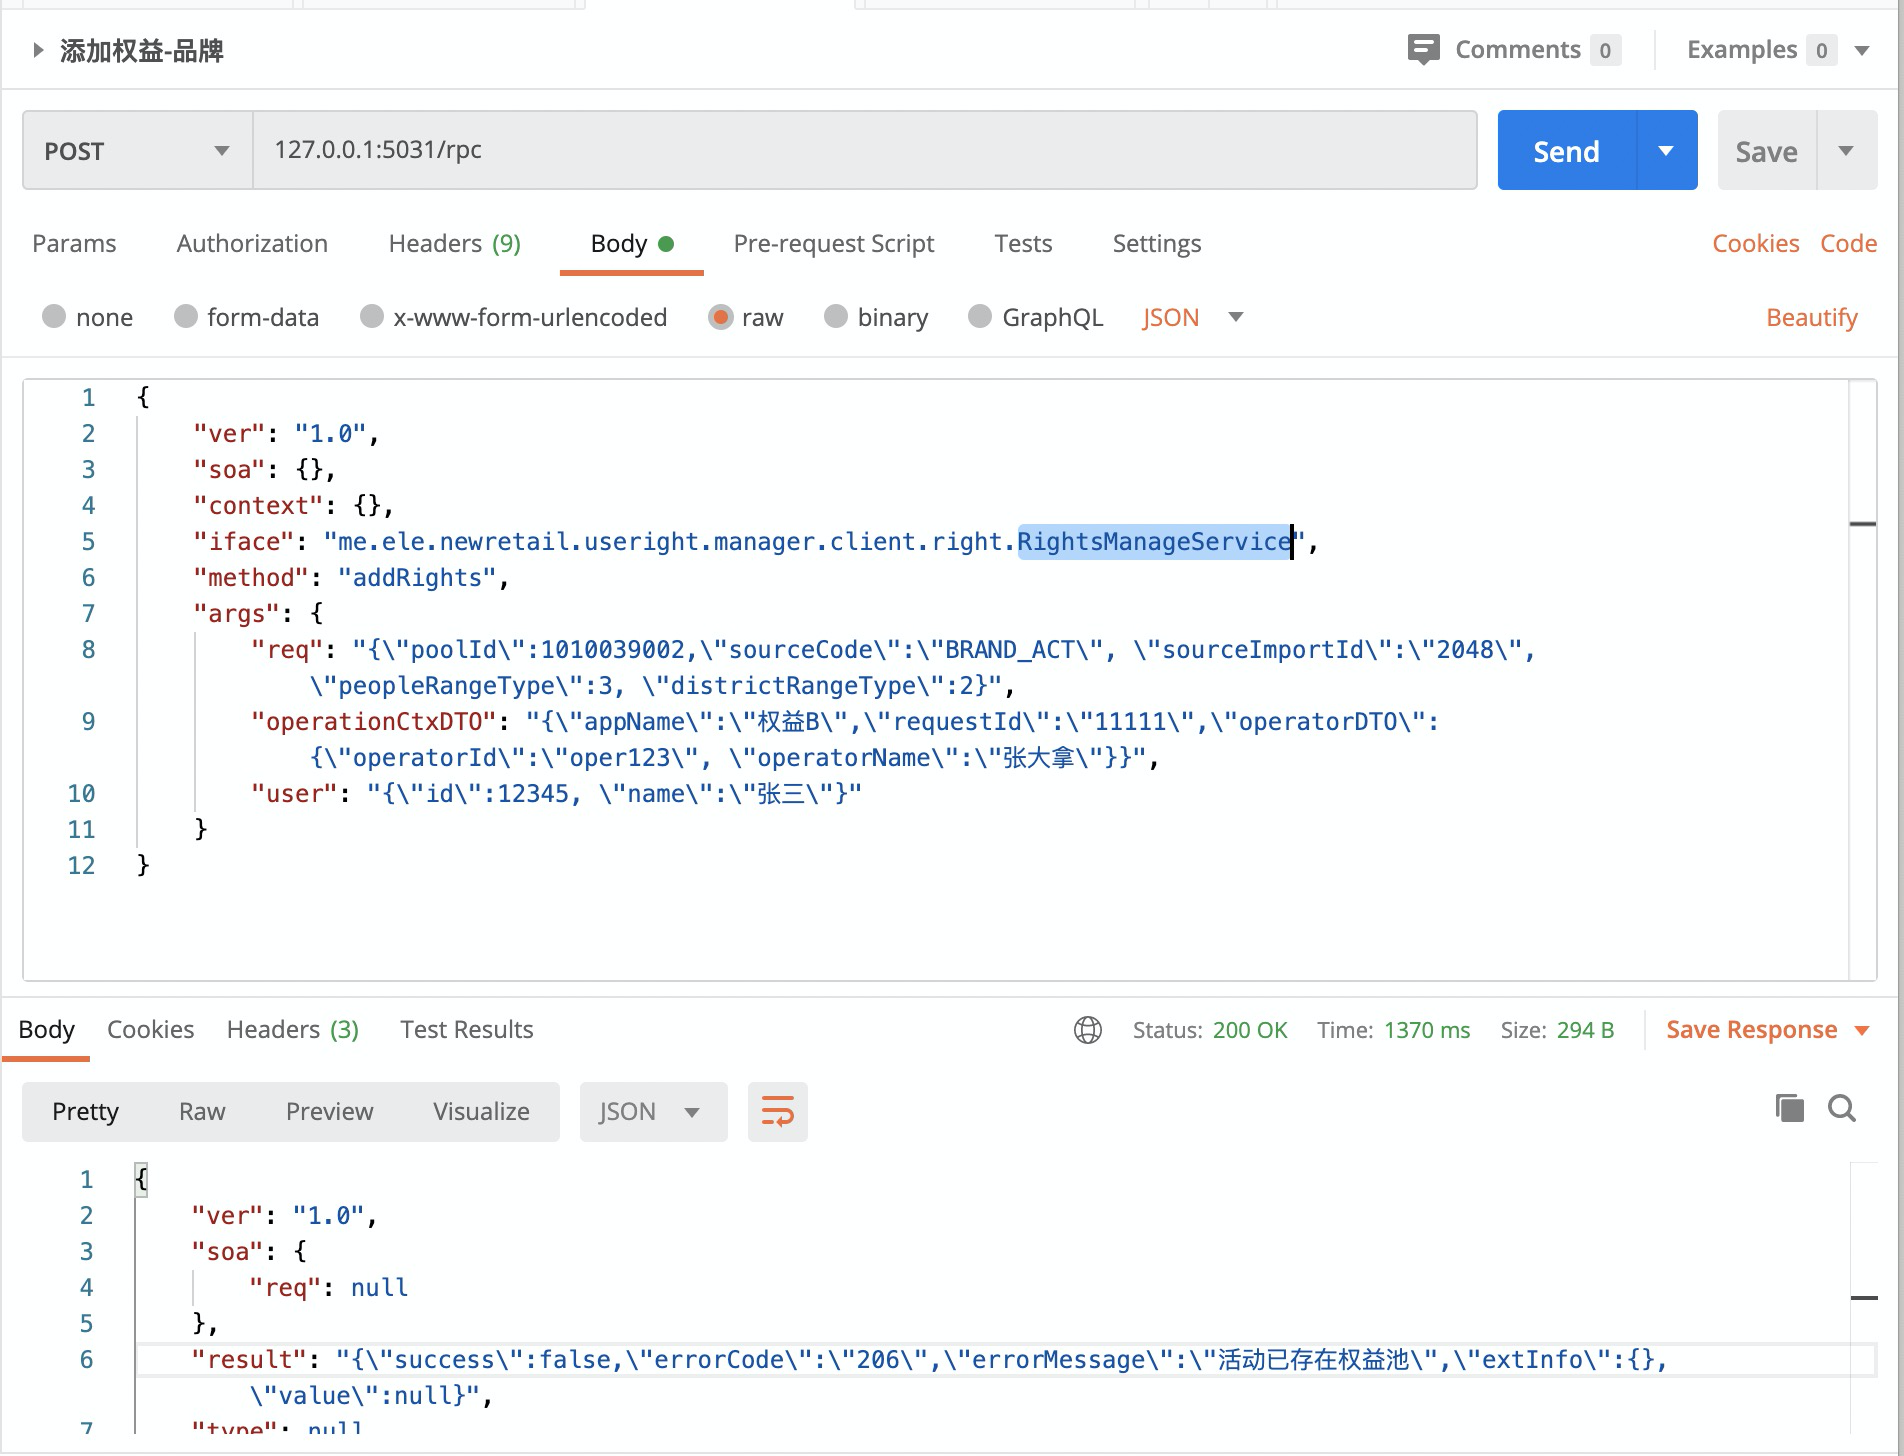 添加权益-品牌
Comments 0
Examples 0
POST
127.0.0.1:5031/rpc
Send
Save
Params
Authorization
Headers (9)
Body
Pre-request Script
Tests
Settings
Cookies
Code
none
form-data
x-www-form-urlencoded
raw
binary
GraphQL
JSON
Beautify
1 {
2 "ver": "1.0",
3 "soa": {},
4 "context": {},
5 "iface": "me.ele.newretail.useright.manager.client.right.RightsManageService",
6 "method": "addRights",
7 "args": {
8 "req": "{\"poolId\":1010039002,\"sourceCode\":\"BRAND_ACT\", \"sourceImportId\":\"2048\",
\"peopleRangeType\":3, \"districtRangeType\":2}",
9 "operationCtxDTO": "{\"appName\":\"权益B\",\"requestId\":\"11111\",\"operatorDTO\":
{\"operatorId\":\"oper123\", \"operatorName\":\"张大拿\"}}",
10 "user": "{\"id\":12345, \"name\":\"张三\"}"
11 }
12 }
Body
Cookies
Headers (3)
Test Results
Status: 200 OK
Time: 1370 ms
Size: 294 B
Save Response
Pretty
Raw
Preview
Visualize
JSON
1 {
2 "ver": "1.0",
3 "soa": {
4 "req": null
5 },
6 "result": "{\"success\":false,\"errorCode\":\"206\",\"errorMessage\":\"活动已存在权益池\",\"extInfo\":{},
\"value\":null}",
7 "type": null